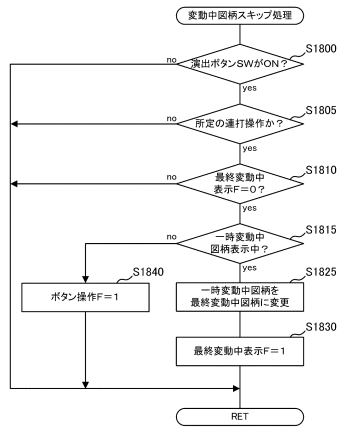 変動中図柄スキップ処理
S1800
演出ボタンSWがON?
no
yes
S1805
所定の連打操作か?
no
yes
S1810
最終変動中
表示F=0?
no
yes
S1815
一時変動中
図柄表示中?
no
yes
S1840
ボタン操作F=1
S1825
一時変動中図柄を
最終変動中図柄に変更
S1830
最終変動中表示F=1
RET